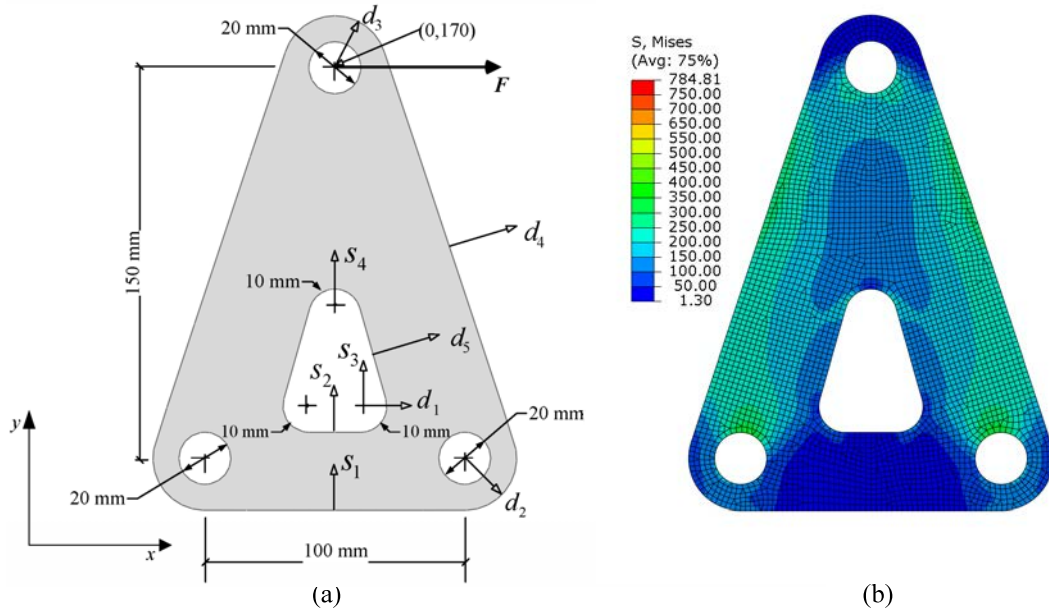 20 mm
d3
(0,170)
F
150 mm
d4
S4
10 mm
d5
S3
S2
d1
10 mm
10 mm
20 mm
S1
20 mm
d2
y
x
100 mm
(a)
S, Mises
(Avg: 75%)
784.81
750.00
700.00
650.00
550.00
500.00
450.00
400.00
350.00
300.00
250.00
200.00
150.00
100.00
50.00
1.30
(b)